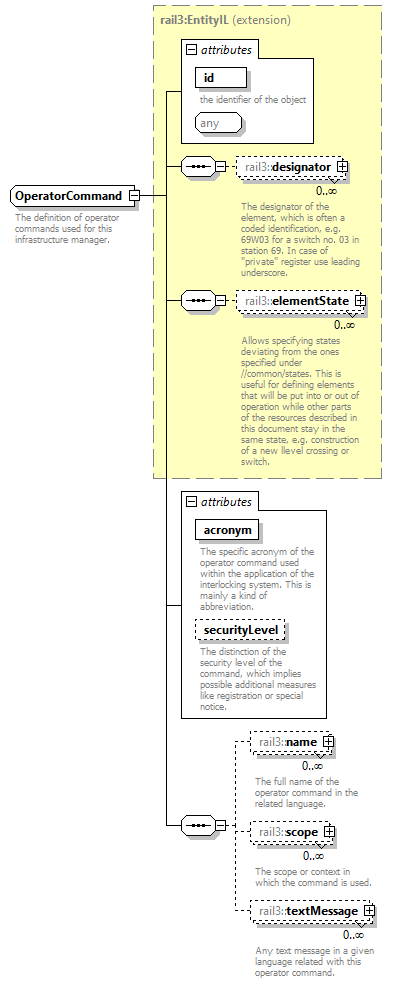 rail3:EntityIL (extension)
attributes
id
the identifier of the object
any
rail3::designator
0..∞
The designator of the
element, which is often a
coded identification, e.g.
69W03 for a switch no. 03 in
station 69. In case of
"private" register use leading
underscore.
OperatorCommand
The definition of operator
commands used for this
infrastructure manager.
rail3::elementState
0..∞
Allows specifying states
deviating from the ones
specified under
//common/states. This is
useful for defining elements
that will be put into or out of
operation while other parts
of the resources described in
this document stay in the
same state, e.g. construction
of a new llevel crossing or
switch.
attributes
acronym
The specific acronym of the
operator command used
within the application of the
interlocking system. This is
mainly a kind of
abbreviation.
securityLevel
The distinction of the
security level of the
command, which implies
possible additional measures
like registration or special
notice.
rail3::name
0..∞
The full name of the
operator command in the
related language.
rail3::scope
0..∞
The scope or context in
which the command is used.
rail3::textMessage
0..∞
Any text message in a given
language related with this
operator command.